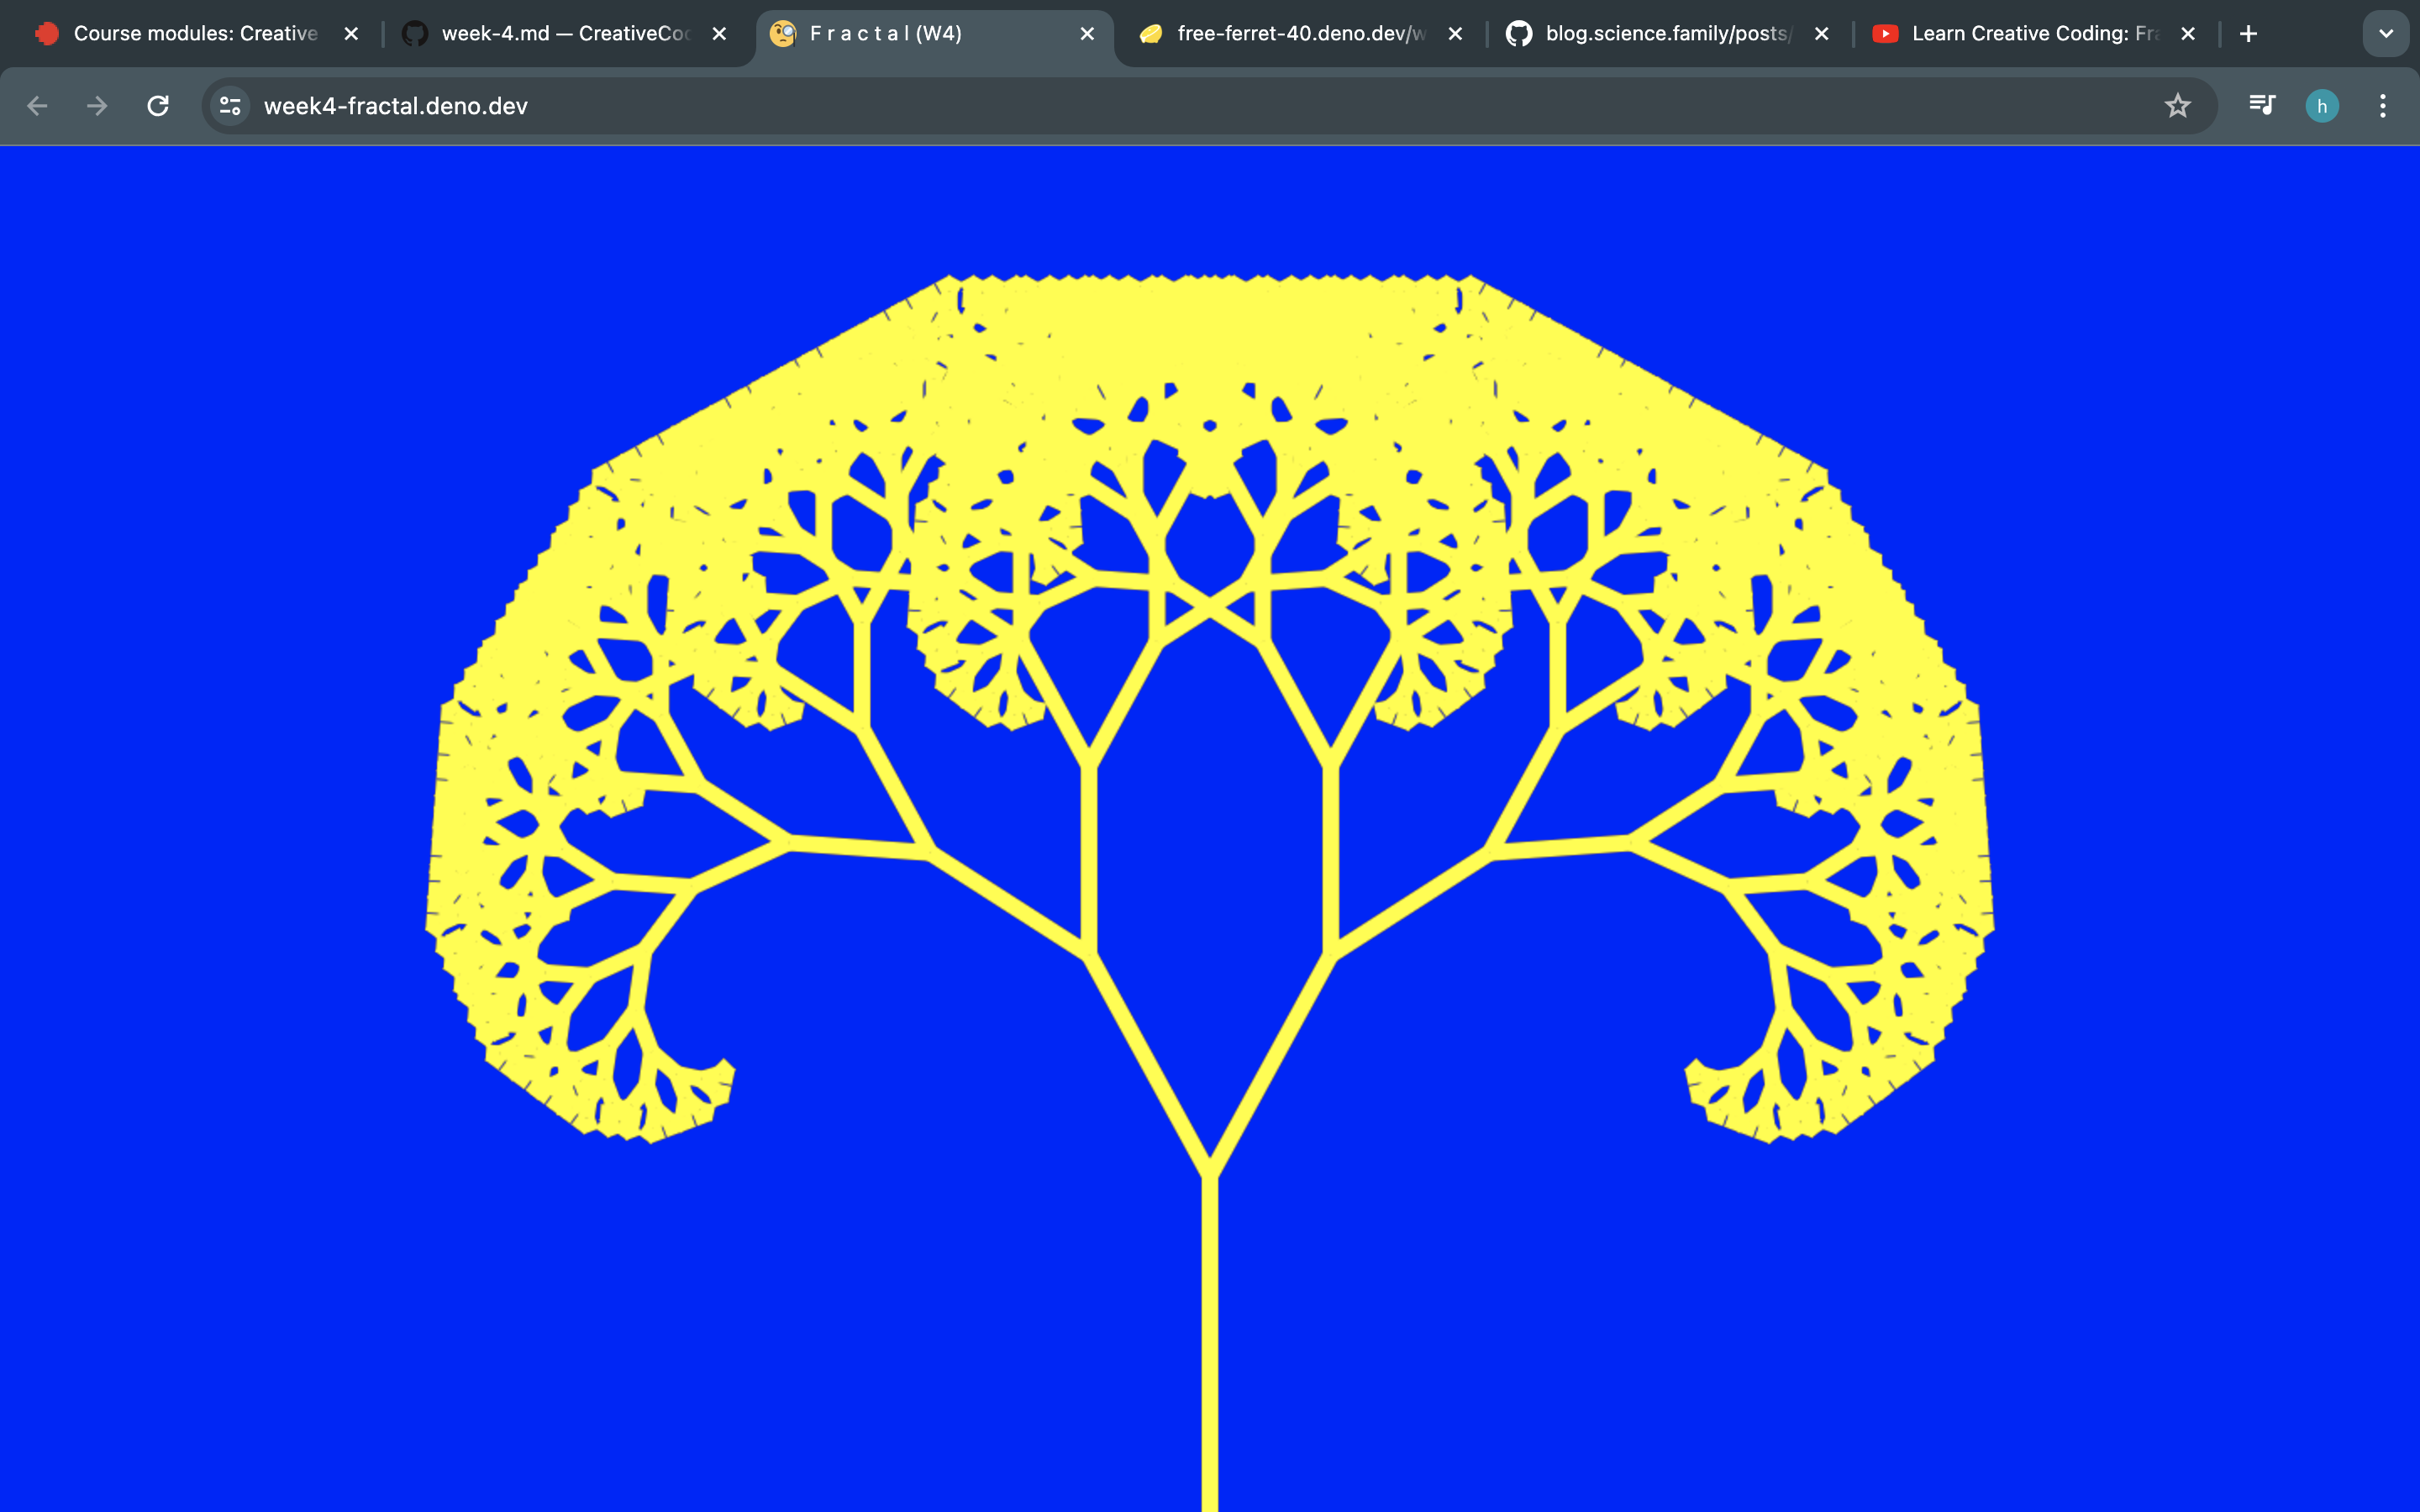 Course modules: Creative
week-4.md — CreativeCoc
F r a c t a l (W4)
free-ferret-40.deno.dev/w
blog.science.family/posts/
Learn Creative Coding: Fra
week4-fractal.deno.dev
h